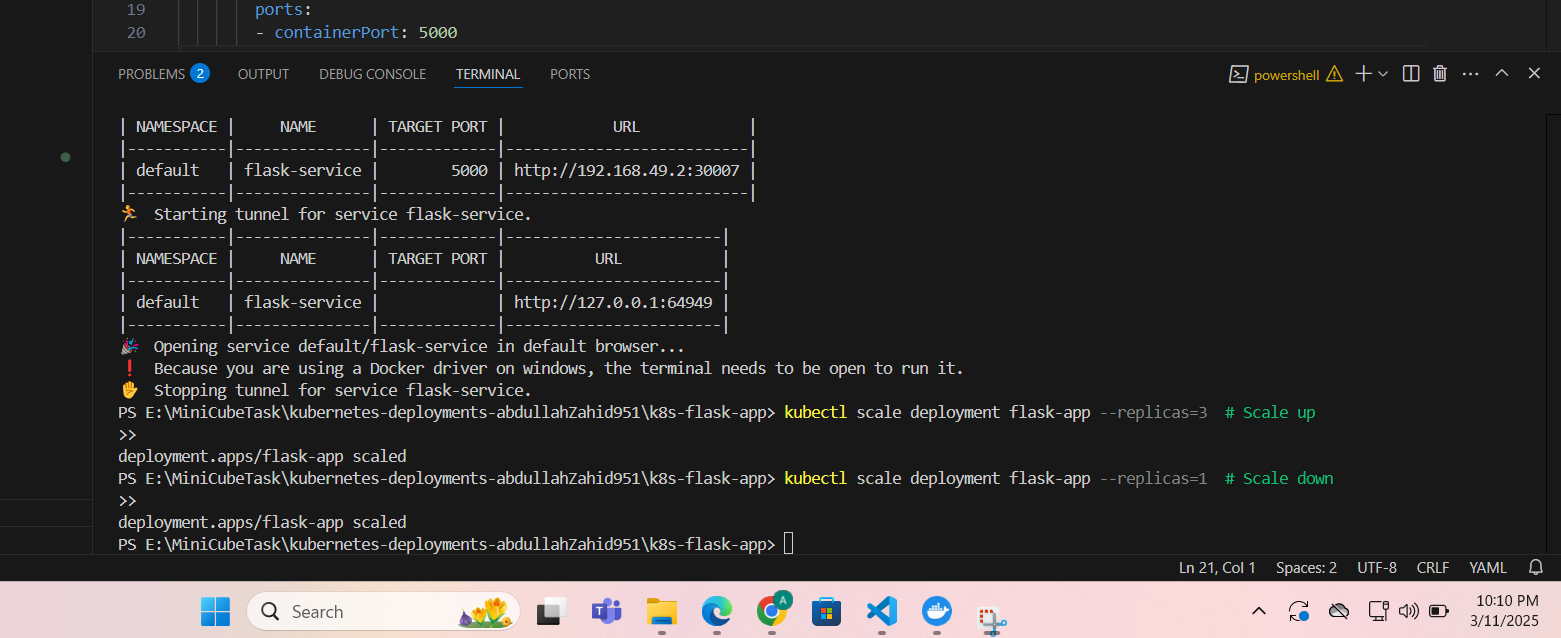 19 ports:
20 - containerPort: 5000
PROBLEMS 2 OUTPUT DEBUG CONSOLE TERMINAL PORTS powershell
| NAMESPACE | NAME | TARGET PORT | URL |
|-----------|---------------|-------------|---------------------------|
| default | flask-service | 5000 | http://192.168.49.2:30007 |
|-----------|---------------|-------------|---------------------------|
🏃 Starting tunnel for service flask-service.
|-----------|---------------|-------------|------------------------|
| NAMESPACE | NAME | TARGET PORT | URL |
|-----------|---------------|-------------|------------------------|
| default | flask-service | | http://127.0.0.1:64949 |
|-----------|---------------|-------------|------------------------|
🎉 Opening service default/flask-service in default browser...
❗ Because you are using a Docker driver on windows, the terminal needs to be open to run it.
✋ Stopping tunnel for service flask-service.
PS E:\MiniCubeTask\kubernetes-deployments-abdullahZahid951\k8s-flask-app> kubectl scale deployment flask-app --replicas=3 # Scale up
>>
deployment.apps/flask-app scaled
PS E:\MiniCubeTask\kubernetes-deployments-abdullahZahid951\k8s-flask-app> kubectl scale deployment flask-app --replicas=1 # Scale down
>>
deployment.apps/flask-app scaled
PS E:\MiniCubeTask\kubernetes-deployments-abdullahZahid951\k8s-flask-app>
Ln 21, Col 1 Spaces: 2 UTF-8 CRLF YAML
Search
A
10:10 PM
3/11/2025